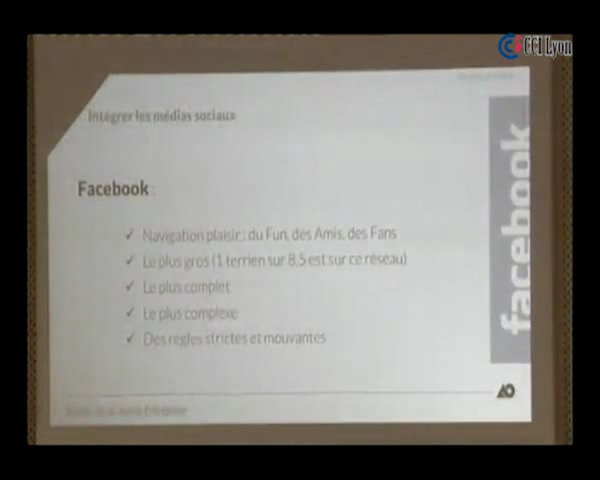 CCI Lyon
Intégrer les médias sociaux
facebook
Facebook :
✓ Navigation plaisir : du Fun, des Amis, des Fans
✓ Le plus gros (1 terrien sur 8,5 est sur ce réseau)
✓ Le plus complet
✓ Le plus complexe
✓ Des règles strictes et mouvantes